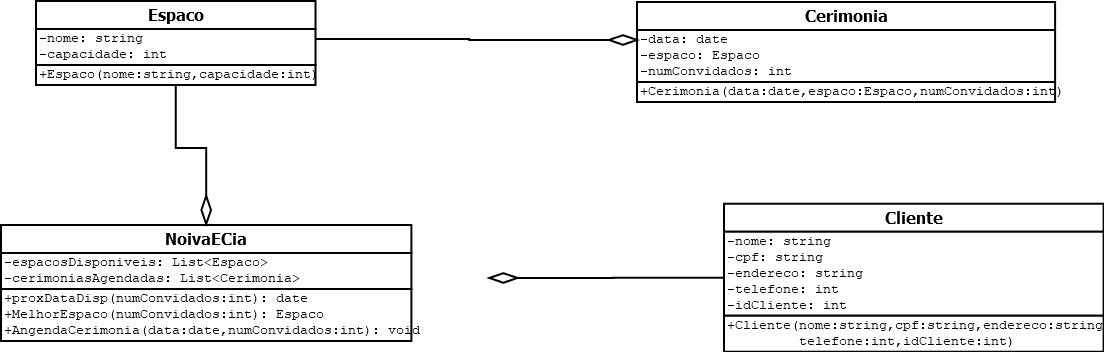 Espaco
-nome: string
-capacidade: int
+Espaco(nome:string,capacidade:int)
Cerimonia
-data: date
-espaco: Espaco
-numConvidados: int
+Cerimonia(data:date,espaco:Espaco,numConvidados:int)
NoivaECia
-espacosDisponiveis: List<Espaco>
-cerimoniasAgendadas: List<Cerimonia>
+proxDataDisp(numConvidados:int): date
+MelhorEspaco(numConvidados:int): Espaco
+AngendaCerimonia(data:date,numConvidados:int): void
Cliente
-nome: string
-cpf: string
-endereco: string
-telefone: int
-idCliente: int
+Cliente(nome:string,cpf:string,endereco:string
telefone:int,idCliente:int)